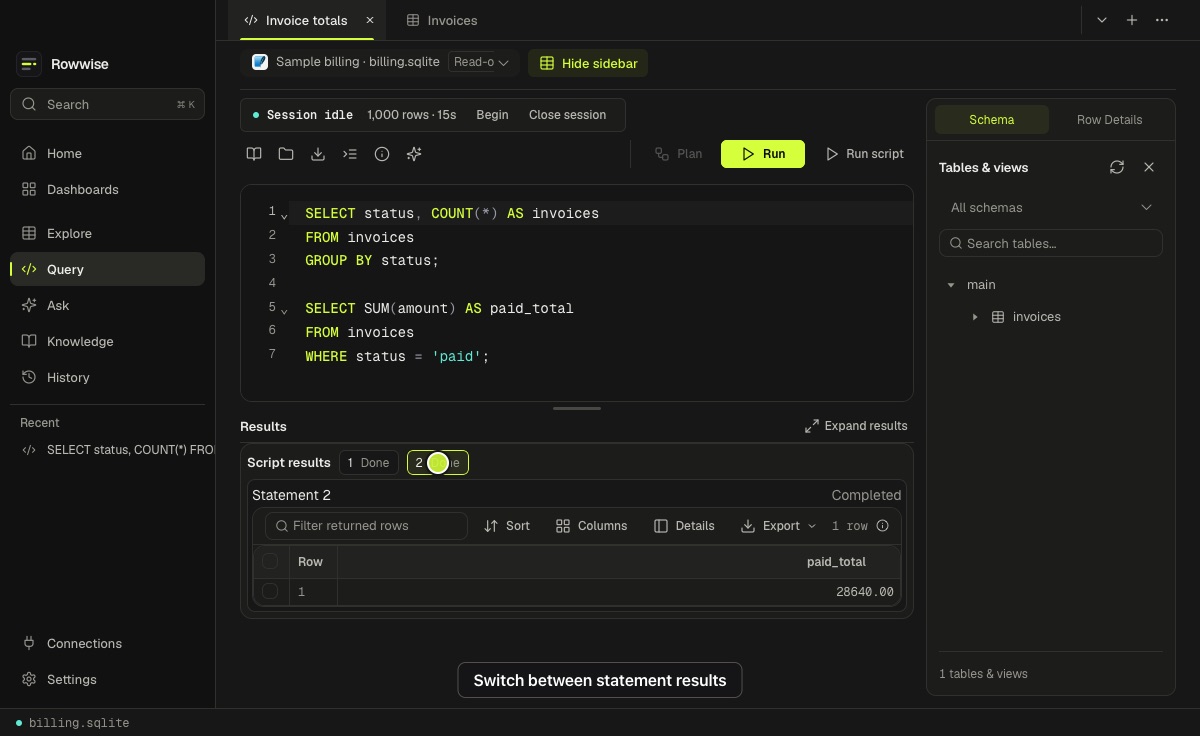 Invoice totals
Invoices
Rowwise
Sample billing · billing.sqlite
Read-o
Hide sidebar
Search
⌘ K
Session idle
1,000 rows · 15s
Begin
Close session
Schema
Row Details
Home
Plan
Run
Run script
Tables & views
Dashboards
All schemas
1 SELECT status, COUNT(*) AS invoices
2 FROM invoices
3 GROUP BY status;
4
5 SELECT SUM(amount) AS paid_total
6 FROM invoices
7 WHERE status = 'paid';
Explore
Search tables…
Query
main
Ask
invoices
Knowledge
History
Recent
SELECT status, COUNT(*) FRO
Results
Expand results
Script results
1 Done
2
Statement 2
Completed
Filter returned rows
Sort
Columns
Details
Export
1 row
Row
paid_total
1
28640.00
Connections
Settings
Switch between statement results
1 tables & views
billing.sqlite